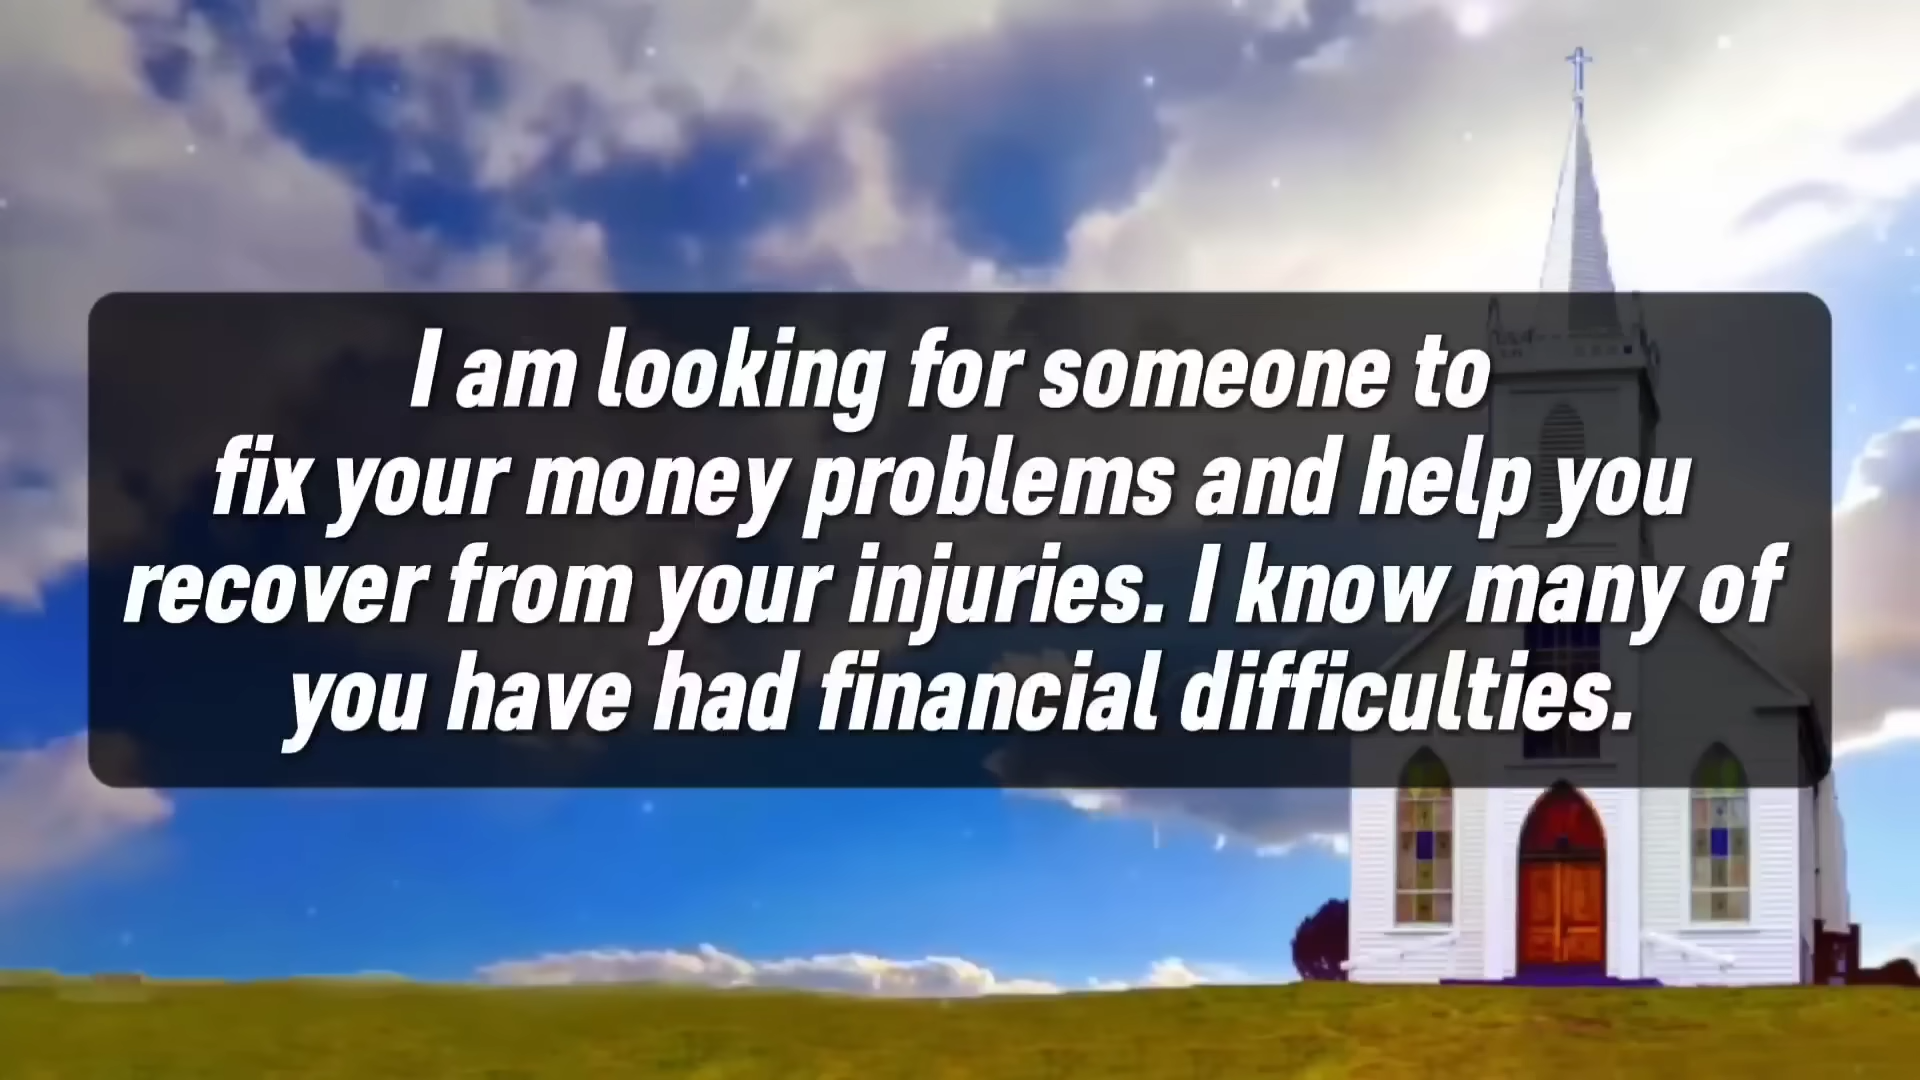 I am looking for someone to
fix your money problems and help you
recover from your injuries. I know many of
you have had financial difficulties.